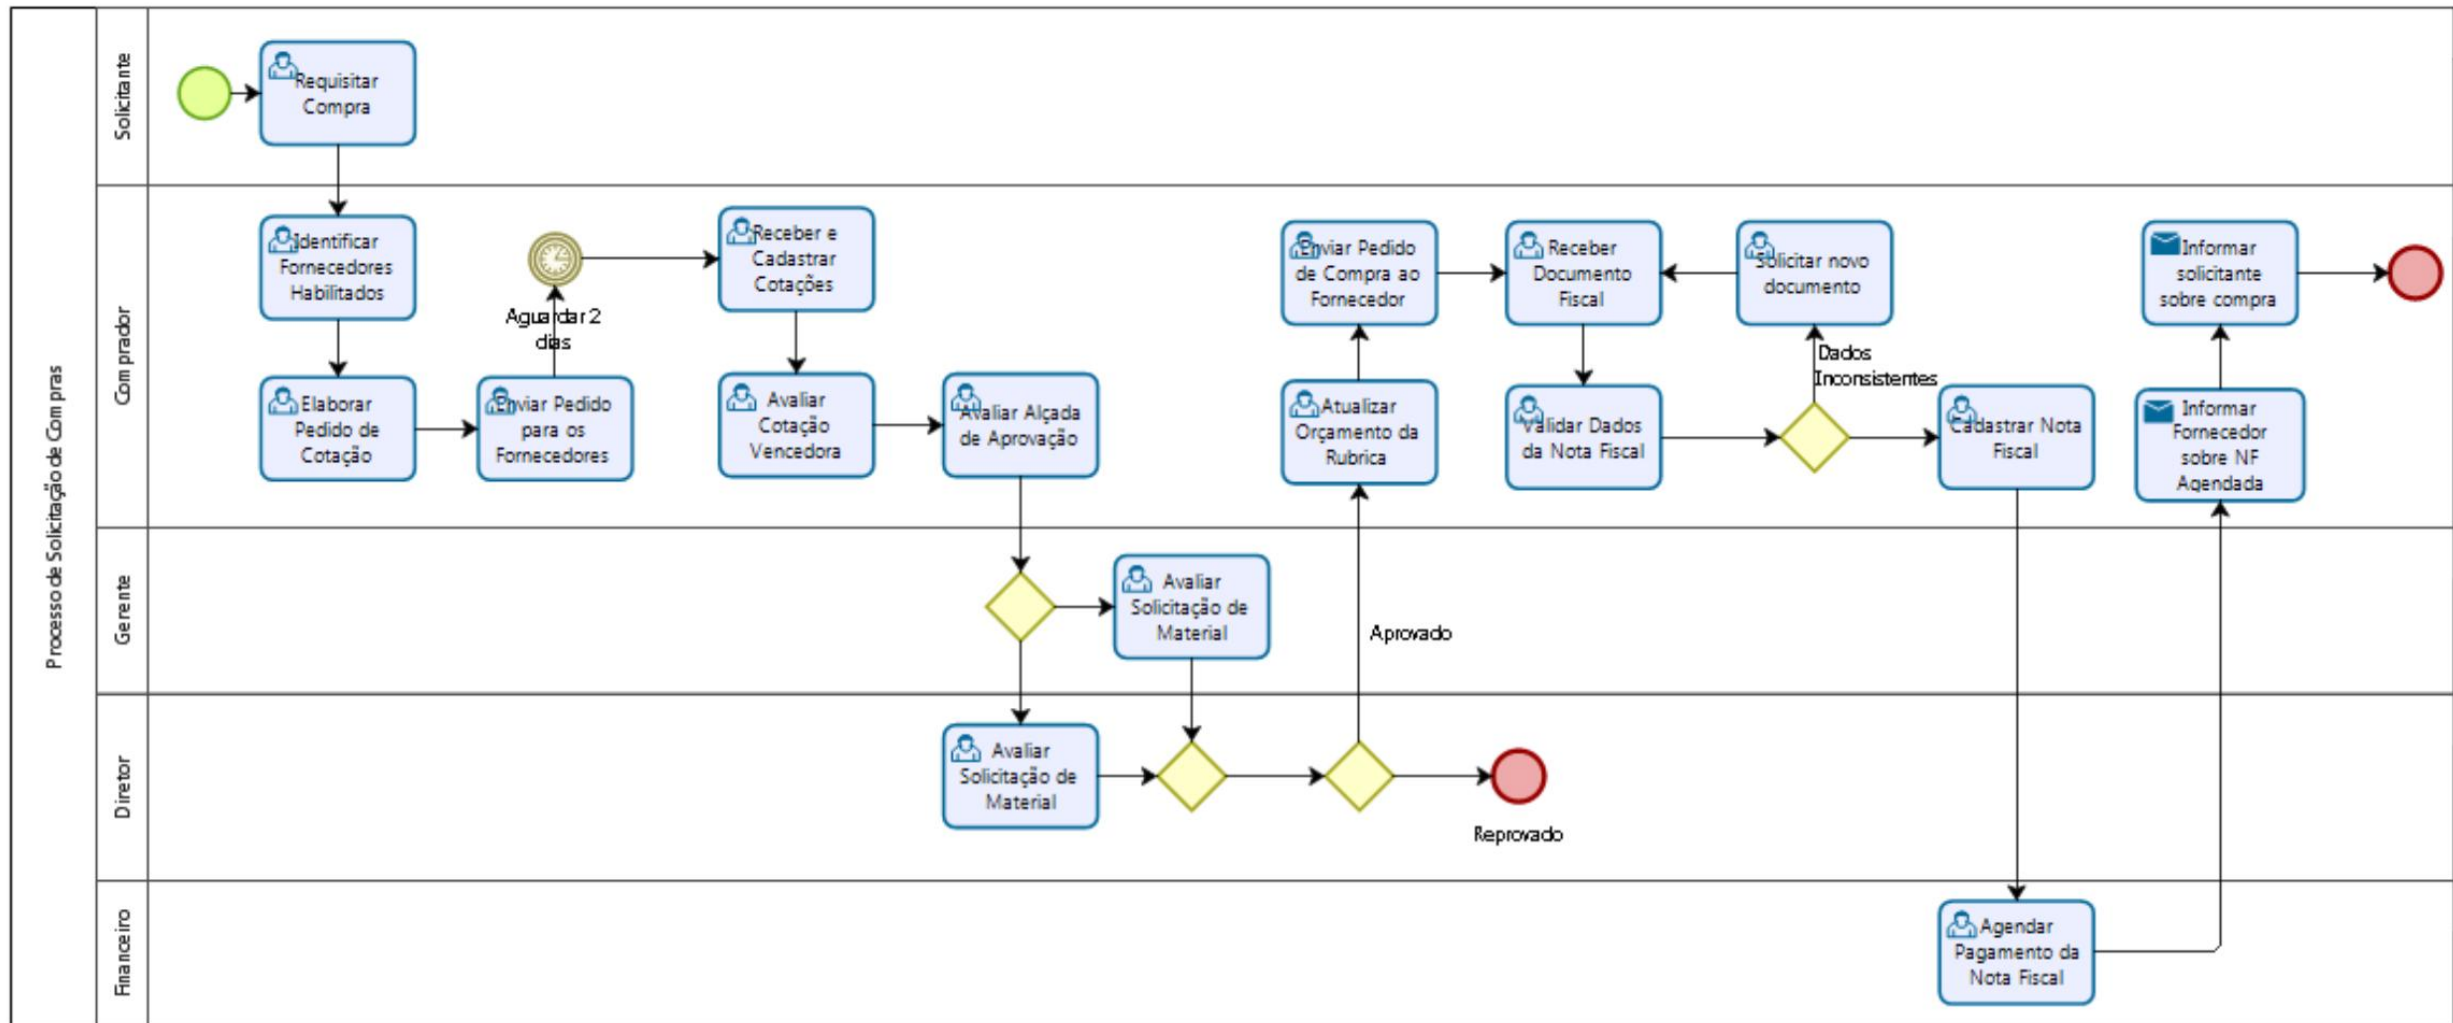 Processo de Solicitação de Compras
Solicitante
Requisitar
Compra
Comprador
Identificar
Fornecedores
Habilitados
Elaborar
Pedido de
Cotação
Enviar Pedido
para os
Fornecedores
Aguardar 2
dias
Receber e
Cadastrar
Cotações
Avaliar
Cotação
Vencedora
Avaliar Alçada
de Aprovação
Enviar Pedido
de Compra ao
Fornecedor
Atualizar
Orçamento da
Rubrica
Receber
Documento
Fiscal
Validar Dados
da Nota Fiscal
Solicitar novo
documento
Dados
Inconsistentes
Cadastrar Nota
Fiscal
Informar
solicitante
sobre compra
Informar
Fornecedor
sobre NF
Agendada
Gerente
Avaliar
Solicitação de
Material
Aprovado
Diretor
Avaliar
Solicitação de
Material
Reprovado
Financeiro
Agendar
Pagamento da
Nota Fiscal